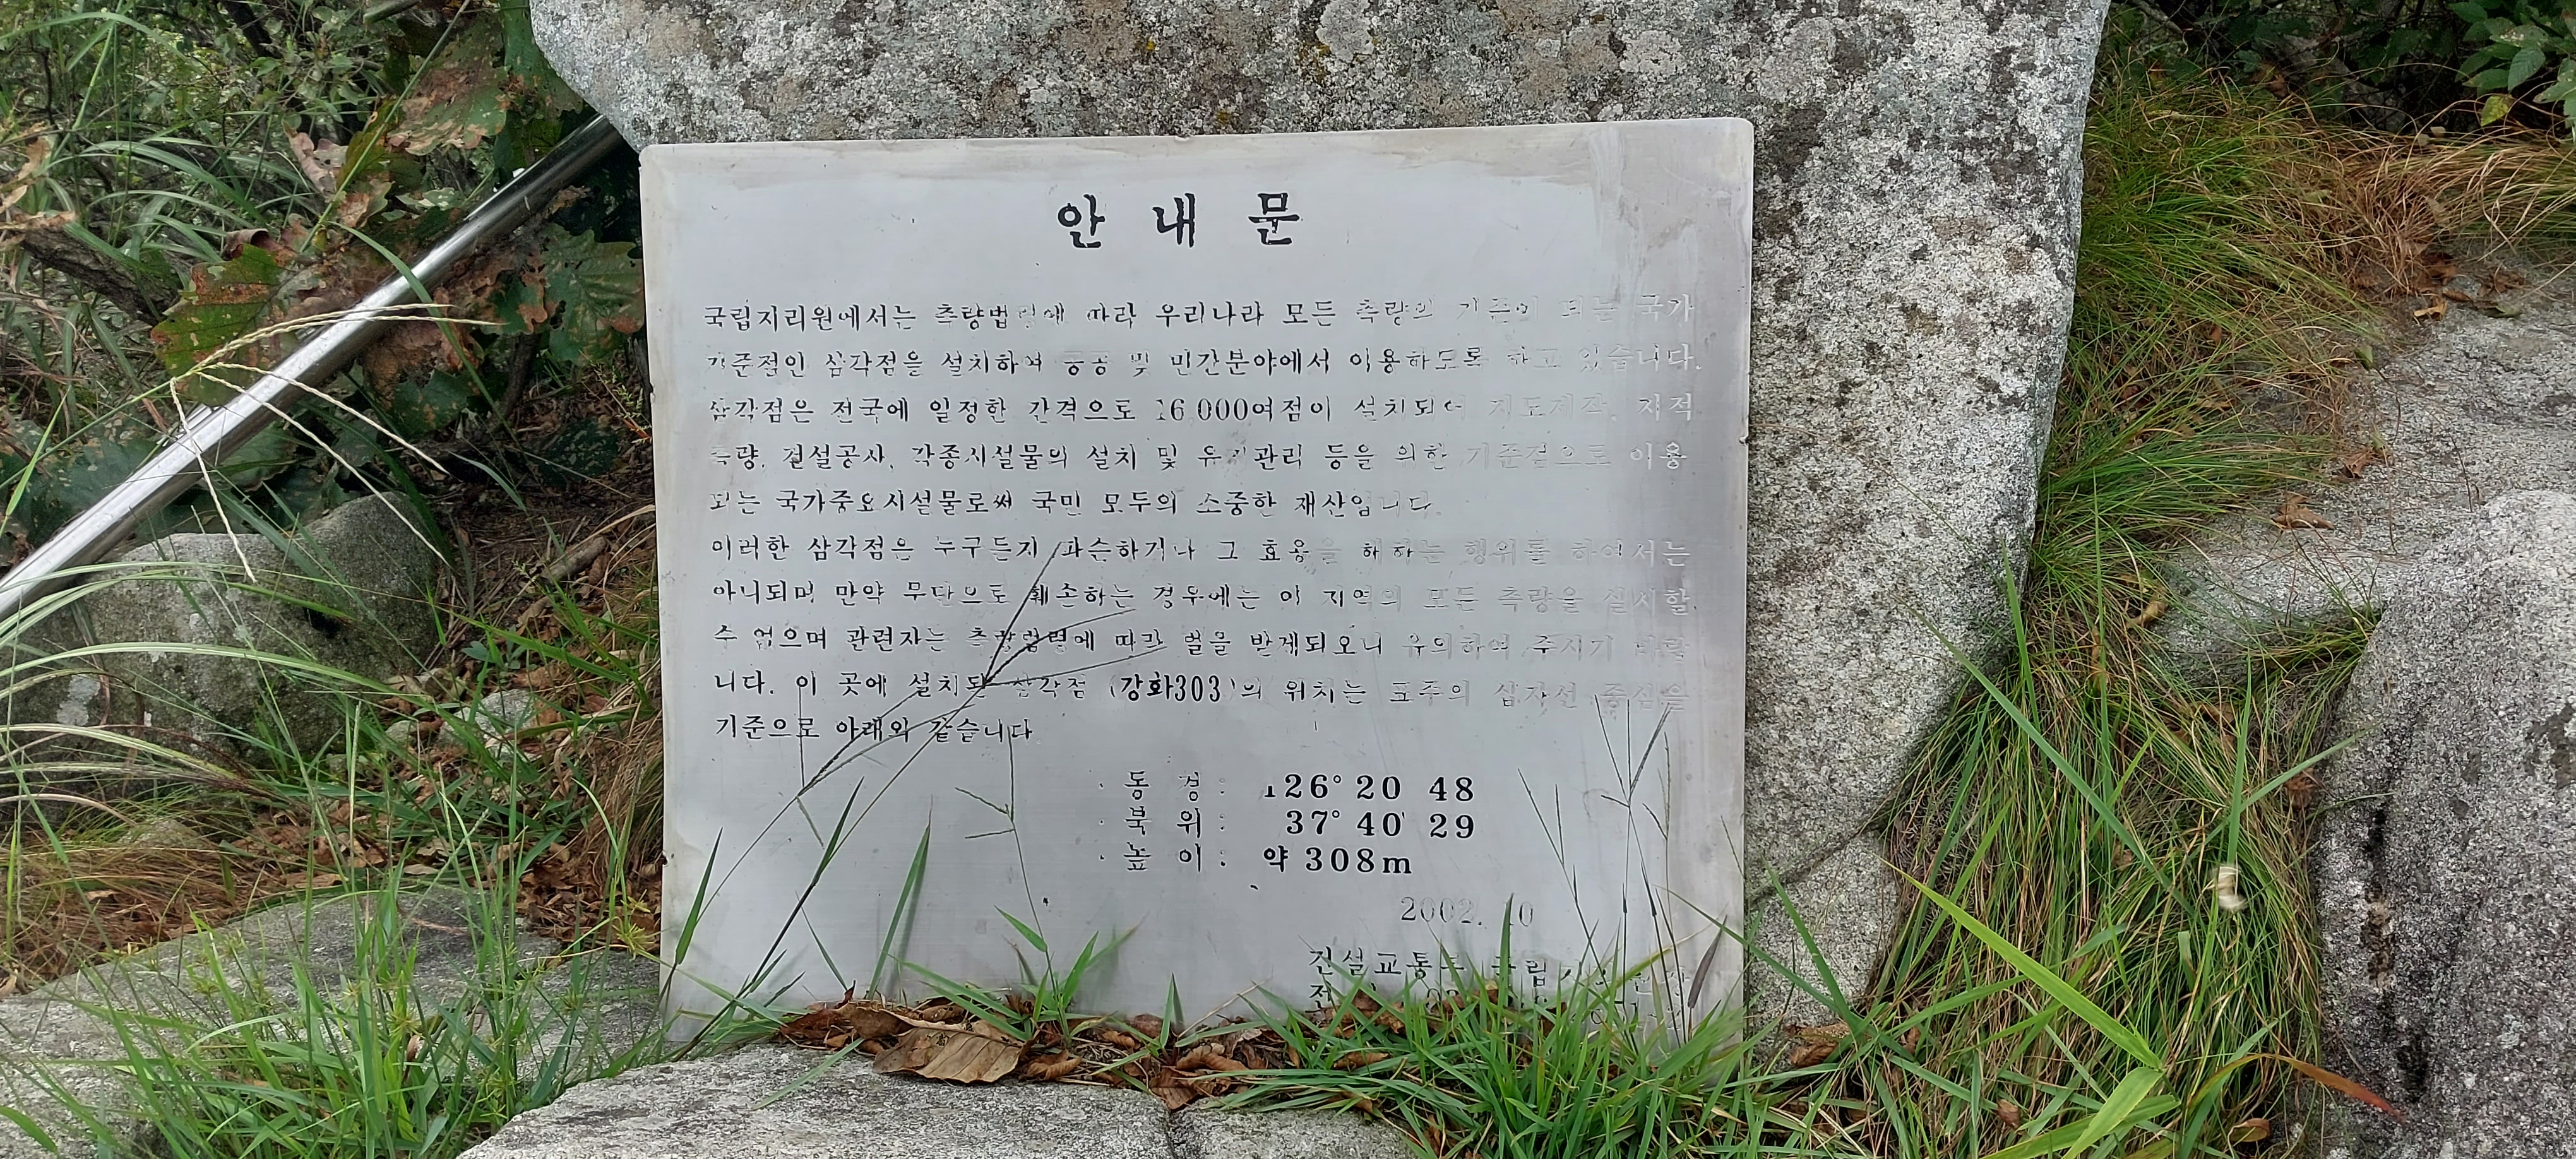 안 내 문
국립지리원에서는 측량법령에 따라 우리나라 모든 측량의 기준이 되는 국가
기준점인 삼각점을 설치하여 공공 및 민간분야에서 이용하도록 하고 있습니다.
삼각점은 전국에 일정한 간격으로 16,000여점이 설치되어 지도제작, 지적
측량, 건설공사, 각종시설물의 설치 및 유지관리 등을 위한 기준점으로 이용
되는 국가중요시설물로써 국민 모두의 소중한 재산입니다.
이러한 삼각점은 누구든지 파손하거나 그 효용을 해하는 행위를 하여서는
아니되며 만약 무단으로 훼손하는 경우에는 이 지역의 모든 측량을 실시할
수 없으며 관련자는 측량법령에 따라 벌을 받게되오니 유의하여 주시기 바랍
니다. 이 곳에 설치된 삼각점 (강화303)의 위치는 표주의 십자선 중심을
기준으로 아래와 같습니다
· 동 경 : 126° 20 48
· 북 위 : 37° 40' 29
· 높 이 : 약 308m
2002. 10
건설교통부 국립